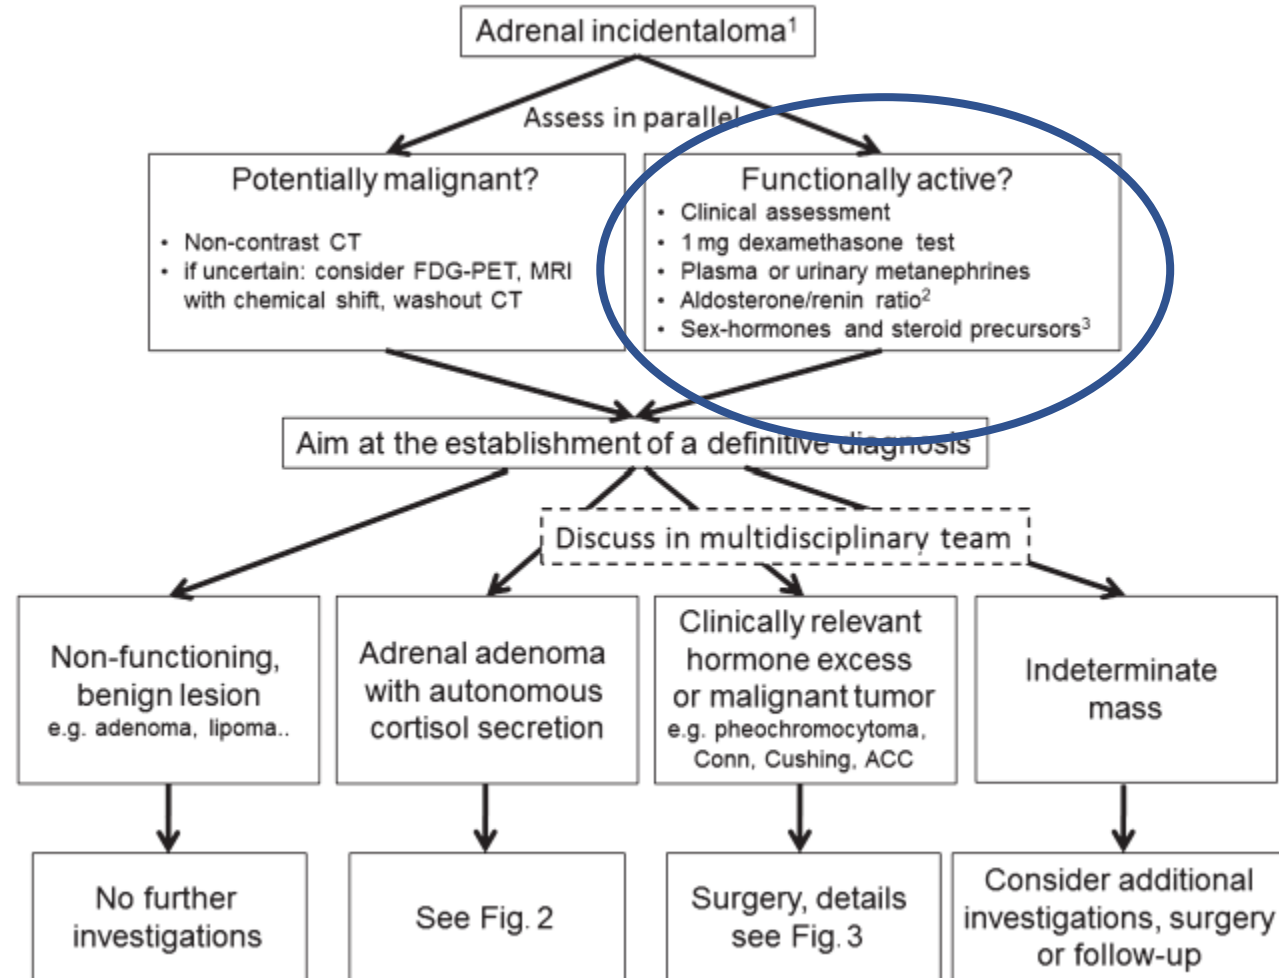 Adrenal incidentaloma¹
Assess in parallel
Potentially malignant?
• Non-contrast CT
• if uncertain: consider FDG-PET, MRI
with chemical shift, washout CT
Functionally active?
• Clinical assessment
• 1 mg dexamethasone test
• Plasma or urinary metanephrines
• Aldosterone/renin ratio²
• Sex-hormones and steroid precursors³
Aim at the establishment of a definitive diagnosis
Discuss in multidisciplinary team
Non-functioning,
benign lesion
e.g. adenoma, lipoma..
Adrenal adenoma
with autonomous
cortisol secretion
Clinically relevant
hormone excess
or malignant tumor
e.g. pheochromocytoma,
Conn, Cushing, ACC
Indeterminate
mass
No further
investigations
See Fig. 2
Surgery, details
see Fig. 3
Consider additional
investigations, surgery
or follow-up